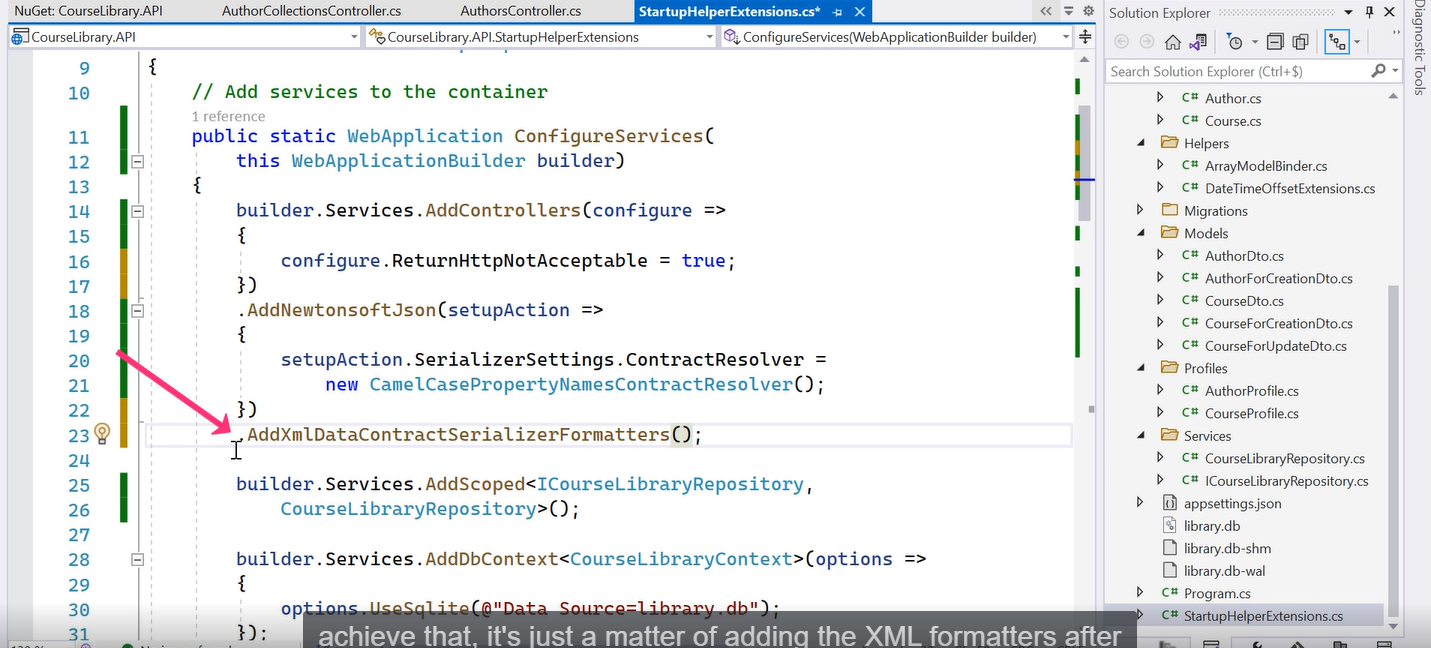 NuGet: CourseLibrary.API
AuthorCollectionsController.cs
AuthorsController.cs
StartupHelperExtensions.cs*
CourseLibrary.API
CourseLibrary.API.StartupHelperExtensions
ConfigureServices(WebApplicationBuilder builder)
9 {
10 // Add services to the container
1 reference
11 public static WebApplication ConfigureServices(
12 this WebApplicationBuilder builder)
13 {
14 builder.Services.AddControllers(configure =>
15 {
16 configure.ReturnHttpNotAcceptable = true;
17 })
18 .AddNewtonsoftJson(setupAction =>
19 {
20 setupAction.SerializerSettings.ContractResolver =
21 new CamelCasePropertyNamesContractResolver();
22 })
23 .AddXmlDataContractSerializerFormatters();
24
25 builder.Services.AddScoped<ICourseLibraryRepository,
26 CourseLibraryRepository>();
27
28 builder.Services.AddDbContext<CourseLibraryContext>(options =>
29 {
30 options.UseSqlite(@"Data Source=library.db");
31 });
achieve that, it's just a matter of adding the XML formatters after
Solution Explorer
Search Solution Explorer (Ctrl+$)
C# Author.cs
C# Course.cs
Helpers
C# ArrayModelBinder.cs
C# DateTimeOffsetExtensions.cs
Migrations
Models
C# AuthorDto.cs
C# AuthorForCreationDto.cs
C# CourseDto.cs
C# CourseForCreationDto.cs
C# CourseForUpdateDto.cs
Profiles
C# AuthorProfile.cs
C# CourseProfile.cs
Services
C# CourseLibraryRepository.cs
C# ICourseLibraryRepository.cs
appsettings.json
library.db
library.db-shm
library.db-wal
C# Program.cs
C# StartupHelperExtensions.cs
Diagnostic Tools